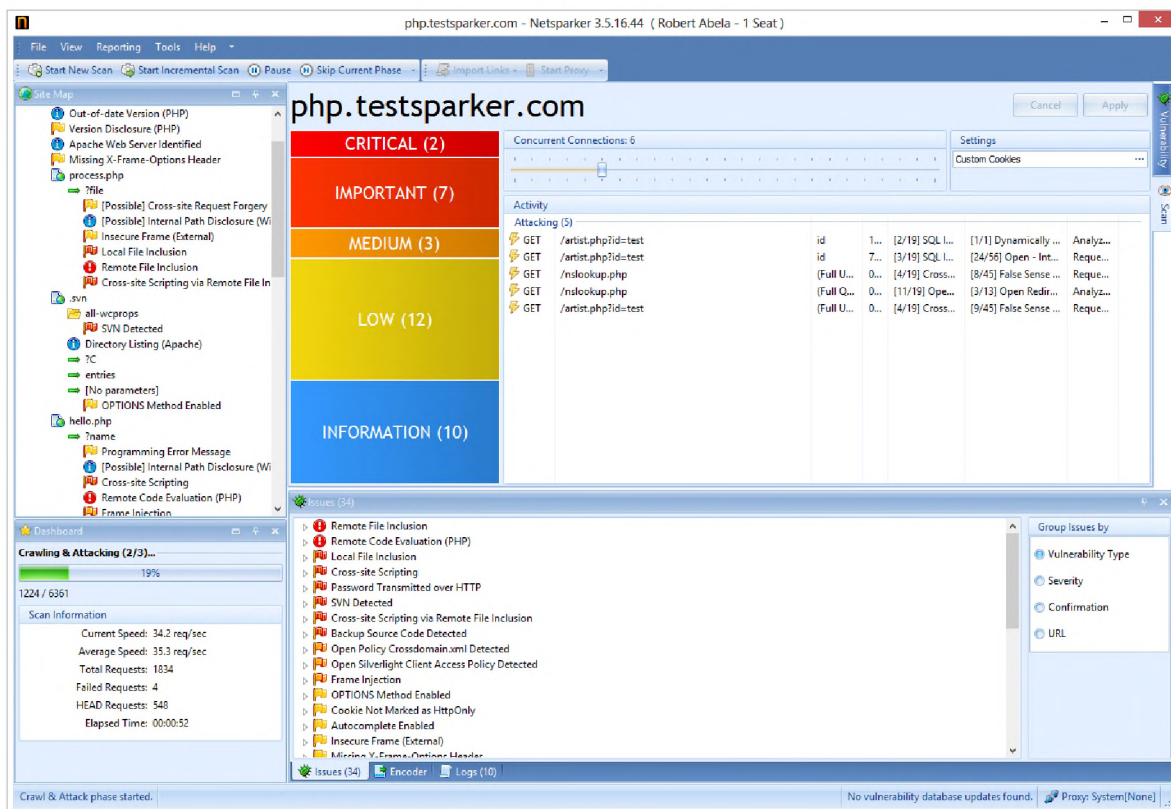 php.testsparker.com - Netsparker 3.5.16.44 ( Robert Abela - 1 Seat )
File View Reporting Tools Help
Start New Scan Start Incremental Scan Pause Skip Current Phase Import Links Start Proxy
Site Map
Out-of-date Version (PHP)
Version Disclosure (PHP)
Apache Web Server Identified
Missing X-Frame-Options Header
process.php
?file
[Possible] Cross-site Request Forgery
[Possible] Internal Path Disclosure (Wi
Insecure Frame (External)
Local File Inclusion
Remote File Inclusion
Cross-site Scripting via Remote File In
.svn
all-wcprops
SVN Detected
Directory Listing (Apache)
?C
entries
[No parameters]
OPTIONS Method Enabled
hello.php
?name
Programming Error Message
[Possible] Internal Path Disclosure (Wi
Cross-site Scripting
Remote Code Evaluation (PHP)
Frame Injection
php.testsparker.com
Cancel Apply
CRITICAL (2)
IMPORTANT (7)
MEDIUM (3)
LOW (12)
INFORMATION (10)
Concurrent Connections: 6
Settings
Custom Cookies ...
Activity
Attacking (5)
GET /artist.php?id=test id 1... [2/19] SQL I... [1/1] Dynamically ... Analyz...
GET /artist.php?id=test id 7... [3/19] SQL I... [24/56] Open - Int... Reque...
GET /nslookup.php (Full U... 0... [4/19] Cross... [8/45] False Sense ... Reque...
GET /nslookup.php (Full Q... 0... [11/19] Ope... [3/13] Open Redir... Analyz...
GET /artist.php?id=test (Full U... 0... [4/19] Cross... [9/45] False Sense ... Reque...
Vulnerability
Scan
Dashboard
Crawling & Attacking (2/3)...
19%
1224 / 6361
Scan Information
Current Speed: 34.2 req/sec
Average Speed: 35.3 req/sec
Total Requests: 1834
Failed Requests: 4
HEAD Requests: 548
Elapsed Time: 00:00:52
Issues (34)
Remote File Inclusion
Remote Code Evaluation (PHP)
Local File Inclusion
Cross-site Scripting
Password Transmitted over HTTP
SVN Detected
Cross-site Scripting via Remote File Inclusion
Backup Source Code Detected
Open Policy Crossdomain.xml Detected
Open Silverlight Client Access Policy Detected
Frame Injection
OPTIONS Method Enabled
Cookie Not Marked as HttpOnly
Autocomplete Enabled
Insecure Frame (External)
Missing X-Frame-Options Header
Group Issues by
Vulnerability Type
Severity
Confirmation
URL
Issues (34) Encoder Logs (10)
Crawl & Attack phase started.
No vulnerability database updates found. Proxy: System[None]